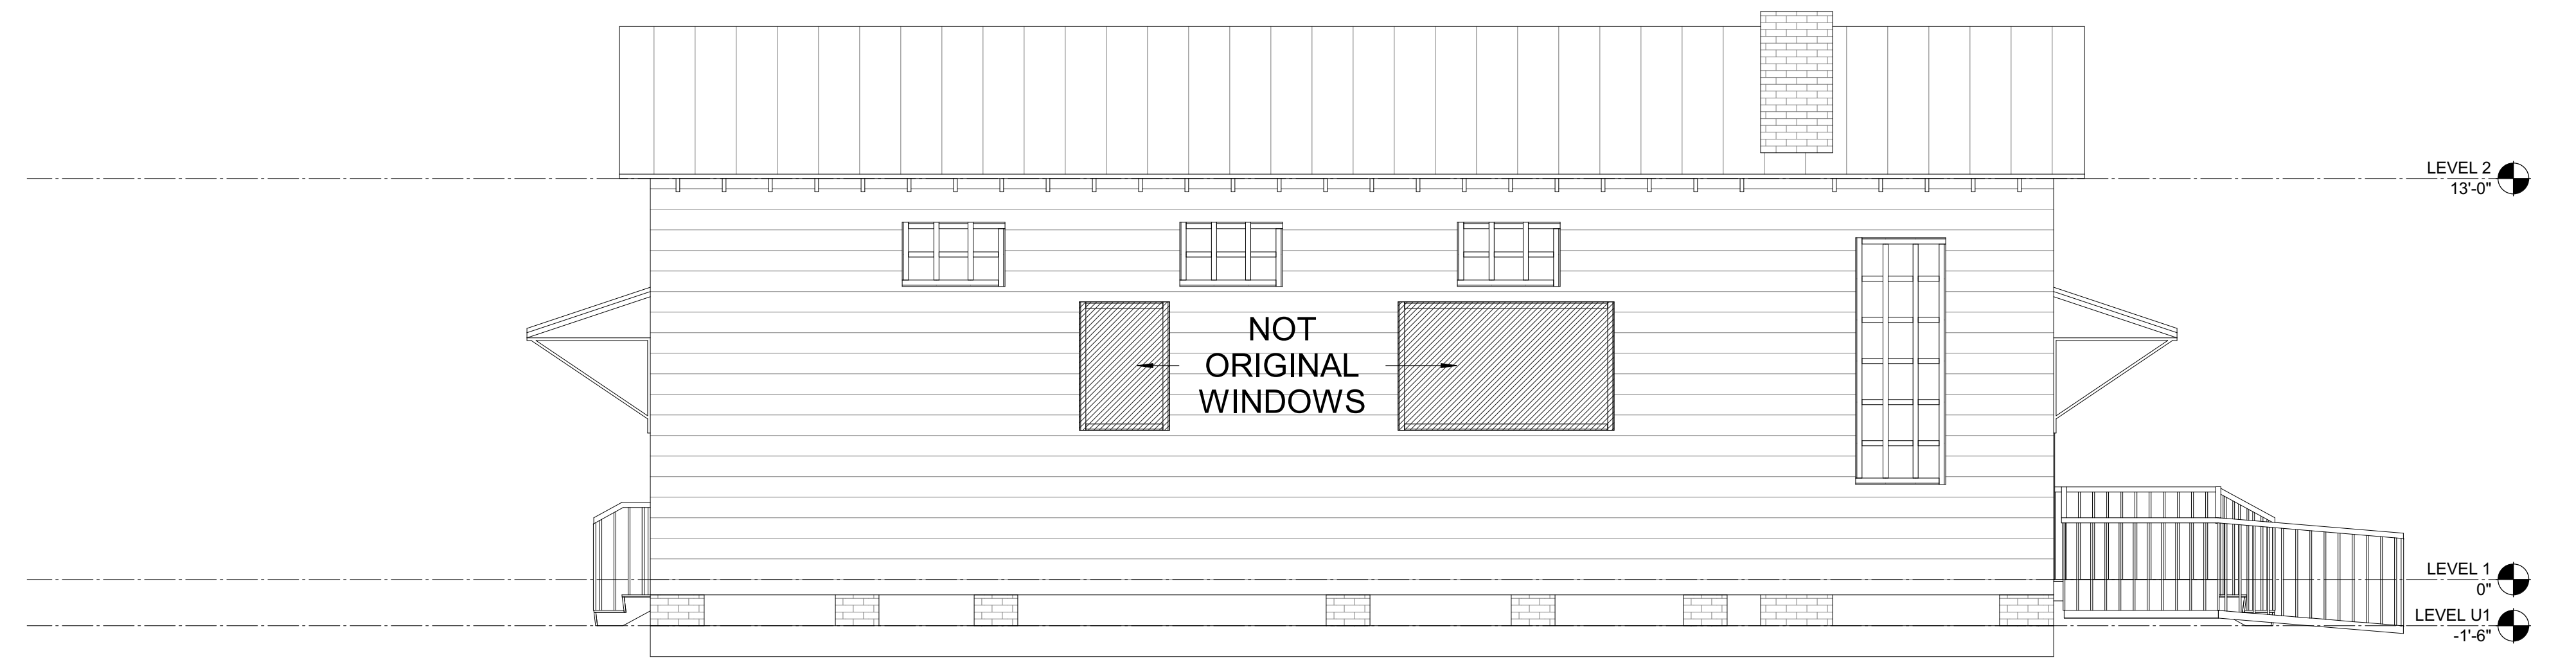 LEVEL 2
13'-0"
NOT
ORIGINAL
WINDOWS
LEVEL 1
0"
LEVEL U1
-1'-6"